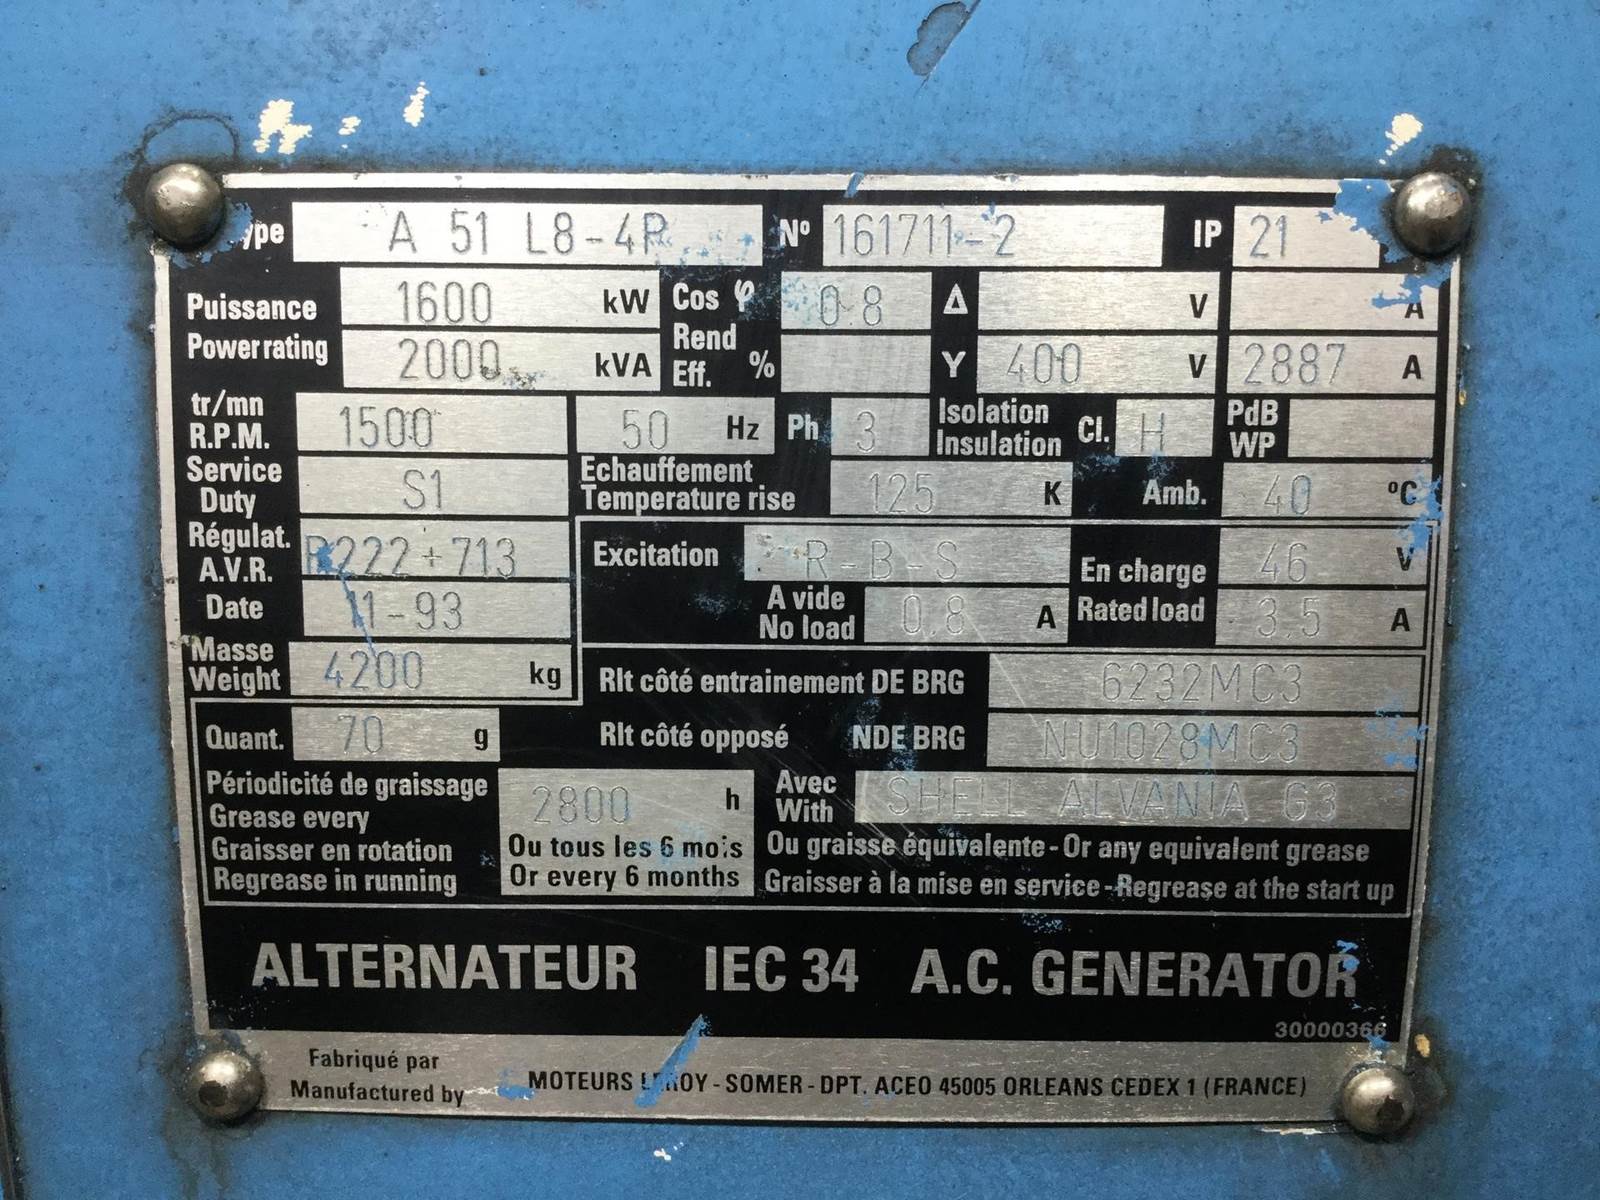 Type A 51 L8-4P N° 161711-2 IP 21
Puissance 1600 kW Cos φ 0.8 Δ V A
Power rating 2000 kVA Rend Eff. % Y 400 V 2887 A
tr/mn R.P.M. 1500 50 Hz Ph 3 Isolation Insulation Cl. H PdB WP
Service Duty S1 Echauffement Temperature rise 125 K Amb. 40 °C
Régulat. A.V.R. R222+713 Excitation R-B-S En charge 46 V
Date 11-93 A vide No load 0.8 A Rated load 3.5 A
Masse Weight 4200 kg Rlt côté entrainement DE BRG 6232MC3
Quant. 70 g Rlt côté opposé NDE BRG NU1028MC3
Périodicité de graissage
Grease every 2800 h Avec With SHELL ALVANIA G3
Graisser en rotation Ou tous les 6 mois Ou graisse équivalente - Or any equivalent grease
Regrease in running Or every 6 months Graisser à la mise en service - Regrease at the start up
ALTERNATEUR IEC 34 A.C. GENERATOR
30000366
Fabriqué par
Manufactured by MOTEURS LEROY - SOMER - DPT. ACEO 45005 ORLEANS CEDEX 1 (FRANCE)